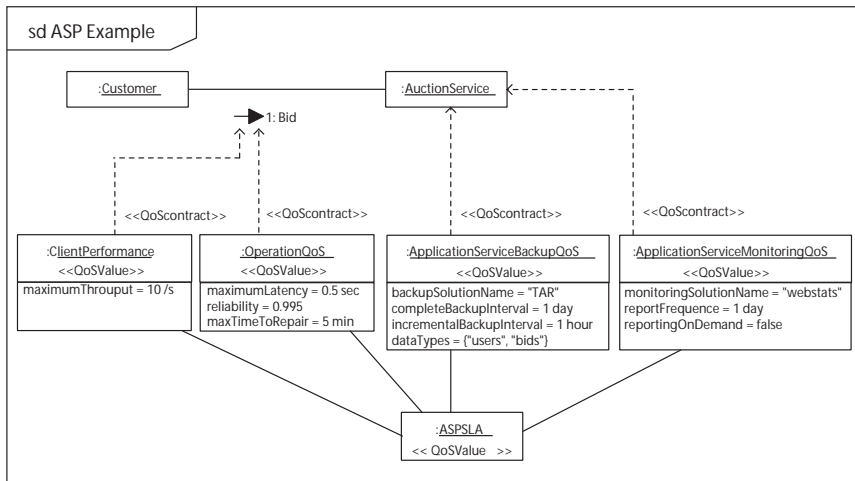 sd ASP Example
:Customer
:AuctionService
1: Bid
<<QoScontract>>
<<QoScontract>>
<<QoScontract>>
<<QoScontract>>
:ClientPerformance
<<QoSValue>>
maximumThrouput = 10 /s
:OperationQoS
<<QoSValue>>
maximumLatency = 0.5 sec
reliability = 0.995
maxTimeToRepair = 5 min
:ApplicationServiceBackupQoS
<<QoSValue>>
backupSolutionName = "TAR"
completeBackupInterval = 1 day
incrementalBackupInterval = 1 hour
dataTypes = {"users", "bids"}
:ApplicationServiceMonitoringQoS
<<QoSValue>>
monitoringSolutionName = "webstats"
reportFrequence = 1 day
reportingOnDemand = false
:ASPSLA
<< QoSValue >>